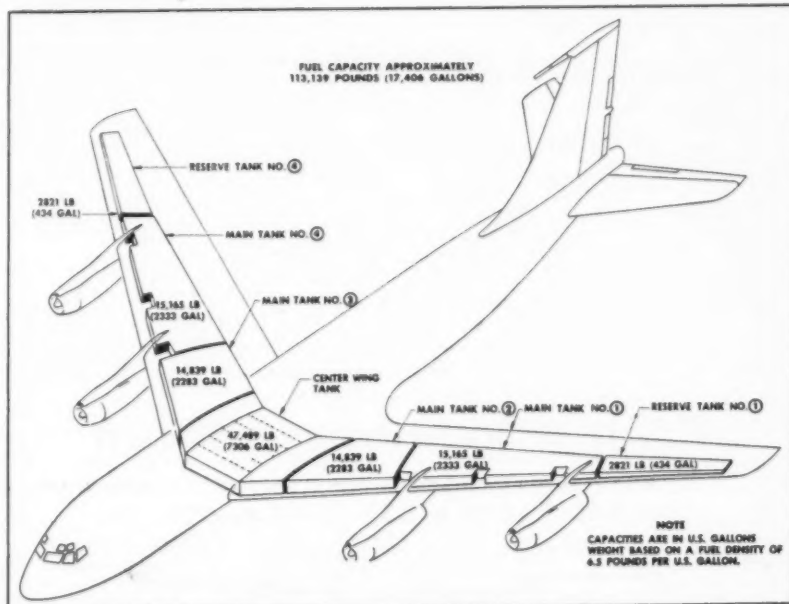 FUEL CAPACITY APPROXIMATELY
113,139 POUNDS (17,406 GALLONS)
RESERVE TANK NO. ④
2821 LB
(434 GAL)
MAIN TANK NO. ④
15,165 LB
(2333 GAL)
MAIN TANK NO. ③
14,839 LB
(2283 GAL)
CENTER WING
TANK
47,489 LB
(7306 GAL)
MAIN TANK NO. ②
MAIN TANK NO. ①
RESERVE TANK NO. ①
14,839 LB
(2283 GAL)
15,165 LB
(2333 GAL)
2821 LB (434 GAL)
NOTE
CAPACITIES ARE IN U.S. GALLONS
WEIGHT BASED ON A FUEL DENSITY OF
6.5 POUNDS PER U.S. GALLON.